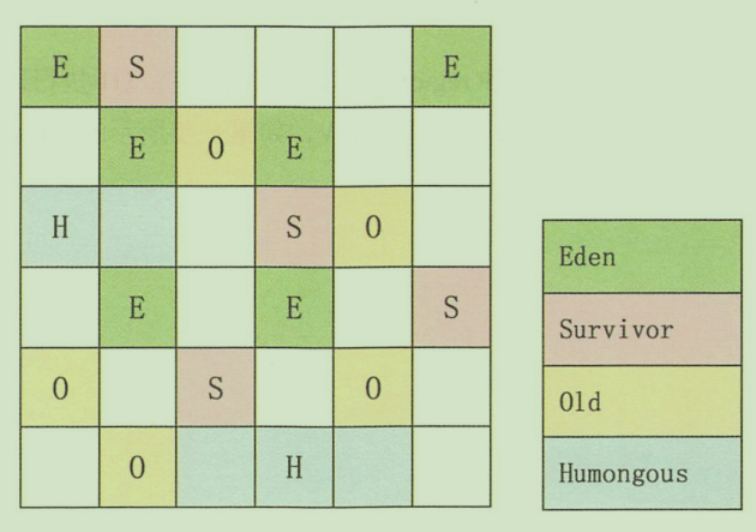 E S E
E O E
H S O
E E S
O S O
O H
Eden
Survivor
Old
Humongous